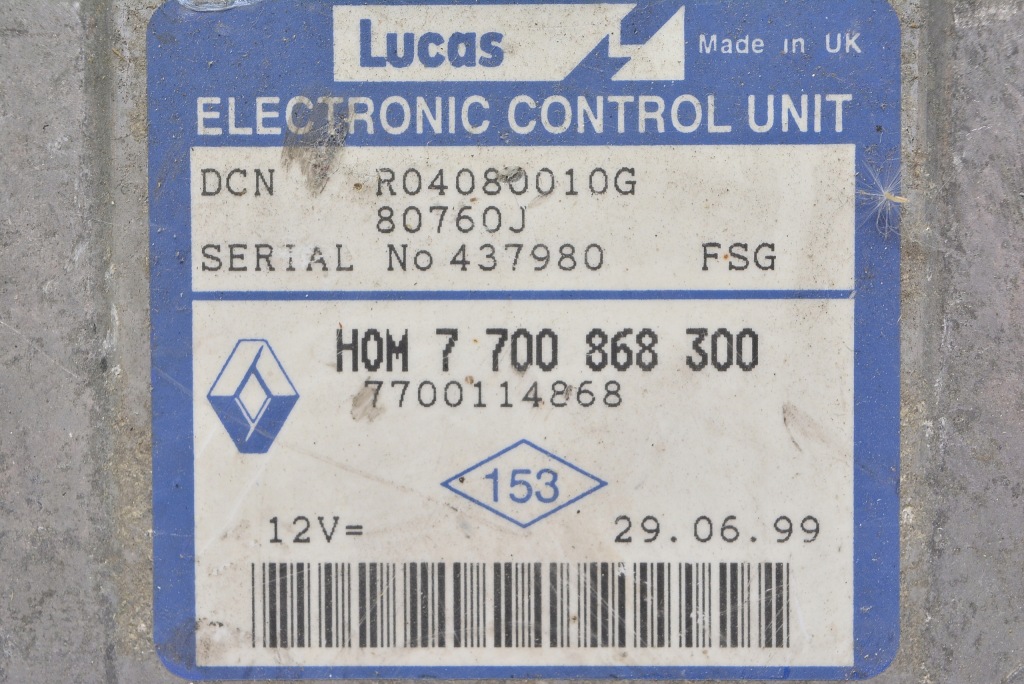 Lucas Made in UK
ELECTRONIC CONTROL UNIT
DCN R04080010G
80760J
SERIAL No 437980 FSG
HOM 7 700 868 300
7700114868
153
12V= 29.06.99